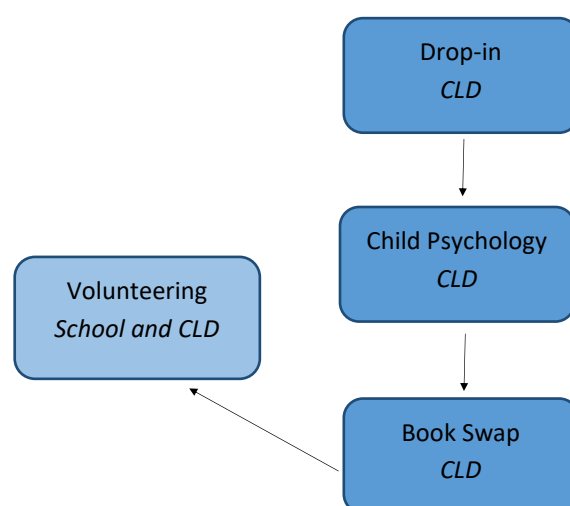 Drop-in
CLD
Child Psychology
CLD
Volunteering
School and CLD
Book Swap
CLD